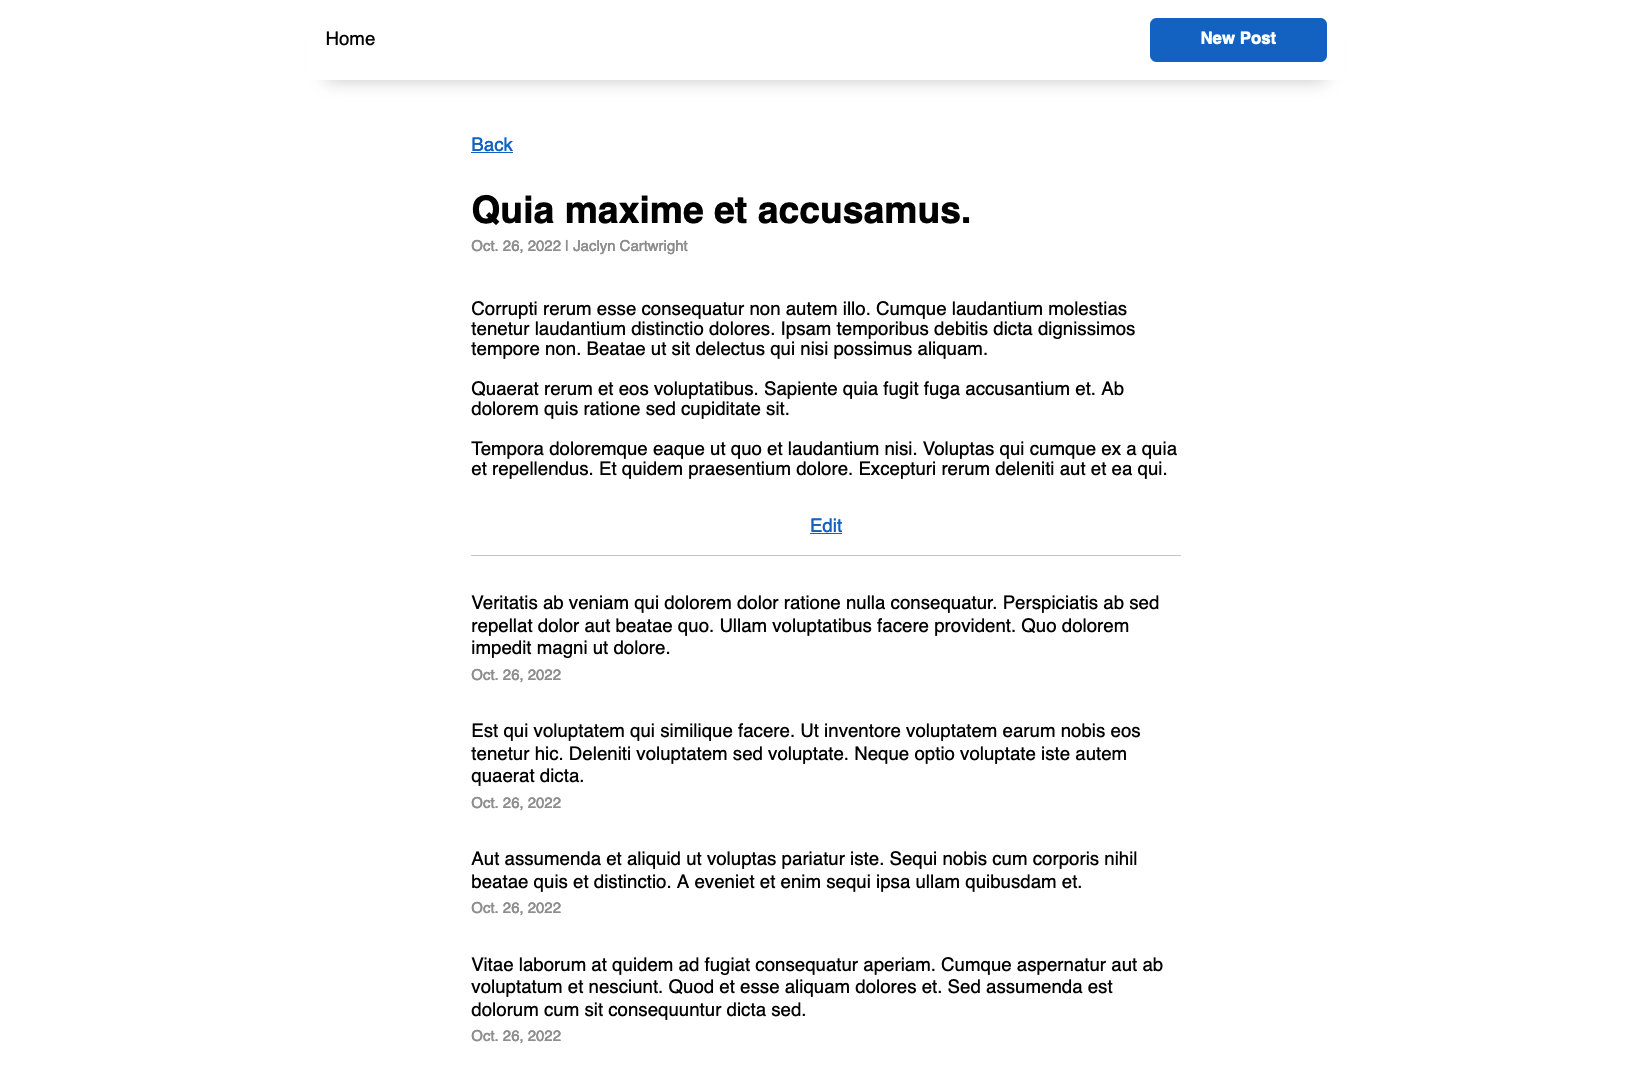 Home
New Post
Back
Quia maxime et accusamus.
Oct. 26, 2022 | Jaclyn Cartwright
Corrupti rerum esse consequatur non autem illo. Cumque laudantium molestias
tenetur laudantium distinctio dolores. Ipsam temporibus debitis dicta dignissimos
tempore non. Beatae ut sit delectus qui nisi possimus aliquam.
Quaerat rerum et eos voluptatibus. Sapiente quia fugit fuga accusantium et. Ab
dolorem quis ratione sed cupiditate sit.
Tempora doloremque eaque ut quo et laudantium nisi. Voluptas qui cumque ex a quia
et repellendus. Et quidem praesentium dolore. Excepturi rerum deleniti aut et ea qui.
Edit
Veritatis ab veniam qui dolorem dolor ratione nulla consequatur. Perspiciatis ab sed
repellat dolor aut beatae quo. Ullam voluptatibus facere provident. Quo dolorem
impedit magni ut dolore.
Oct. 26, 2022
Est qui voluptatem qui similique facere. Ut inventore voluptatem earum nobis eos
tenetur hic. Deleniti voluptatem sed voluptate. Neque optio voluptate iste autem
quaerat dicta.
Oct. 26, 2022
Aut assumenda et aliquid ut voluptas pariatur iste. Sequi nobis cum corporis nihil
beatae quis et distinctio. A eveniet et enim sequi ipsa ullam quibusdam et.
Oct. 26, 2022
Vitae laborum at quidem ad fugiat consequatur aperiam. Cumque aspernatur aut ab
voluptatum et nesciunt. Quod et esse aliquam dolores et. Sed assumenda est
dolorum cum sit consequuntur dicta sed.
Oct. 26, 2022